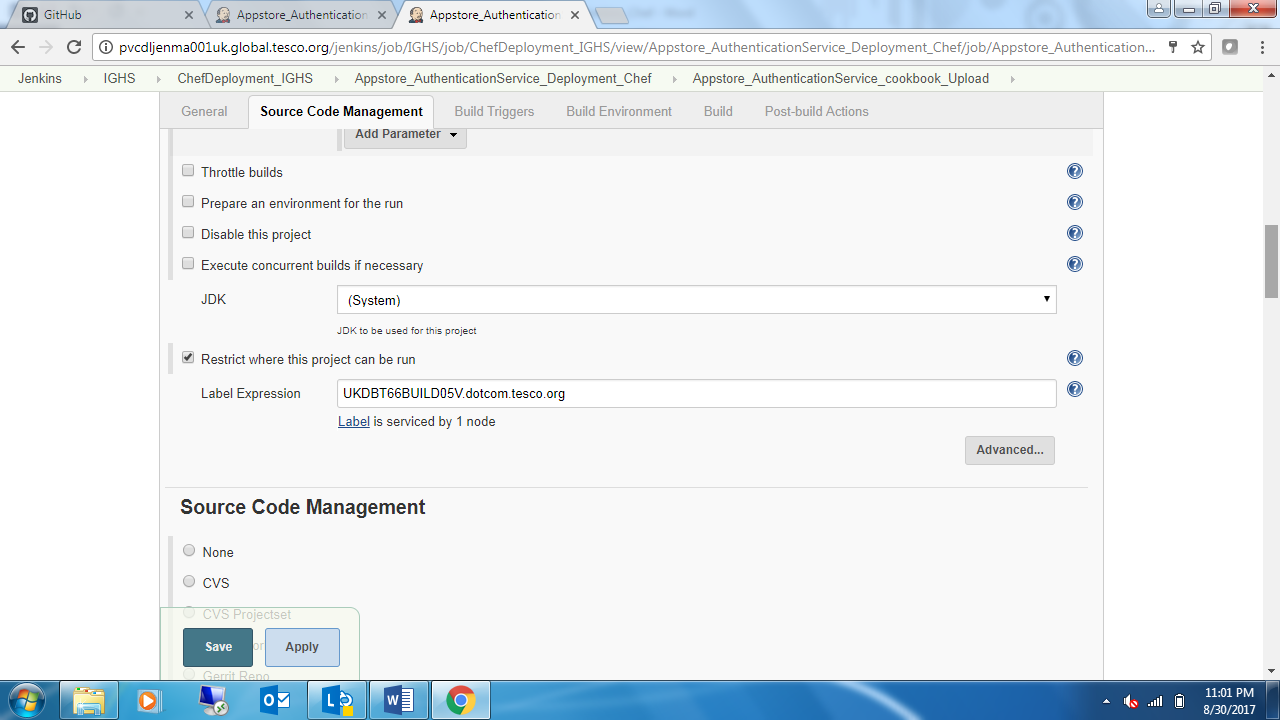 GitHub
Appstore_Authentication
Appstore_Authentication
pvcdljenma001uk.global.tesco.org/jenkins/job/IGHS/job/ChefDeployment_IGHS/view/Appstore_AuthenticationService_Deployment_Chef/job/Appstore_Authentication...
Jenkins IGHS ChefDeployment_IGHS Appstore_AuthenticationService_Deployment_Chef Appstore_AuthenticationService_cookbook_Upload
General Source Code Management Build Triggers Build Environment Build Post-build Actions
Add Parameter
Throttle builds
Prepare an environment for the run
Disable this project
Execute concurrent builds if necessary
JDK (System)
JDK to be used for this project
Restrict where this project can be run
Label Expression UKDBT66BUILD05V.dotcom.tesco.org
Label is serviced by 1 node
Advanced...
Source Code Management
None
CVS
CVS Projectset
Save Apply
Gerrit Repo
11:01 PM
8/30/2017